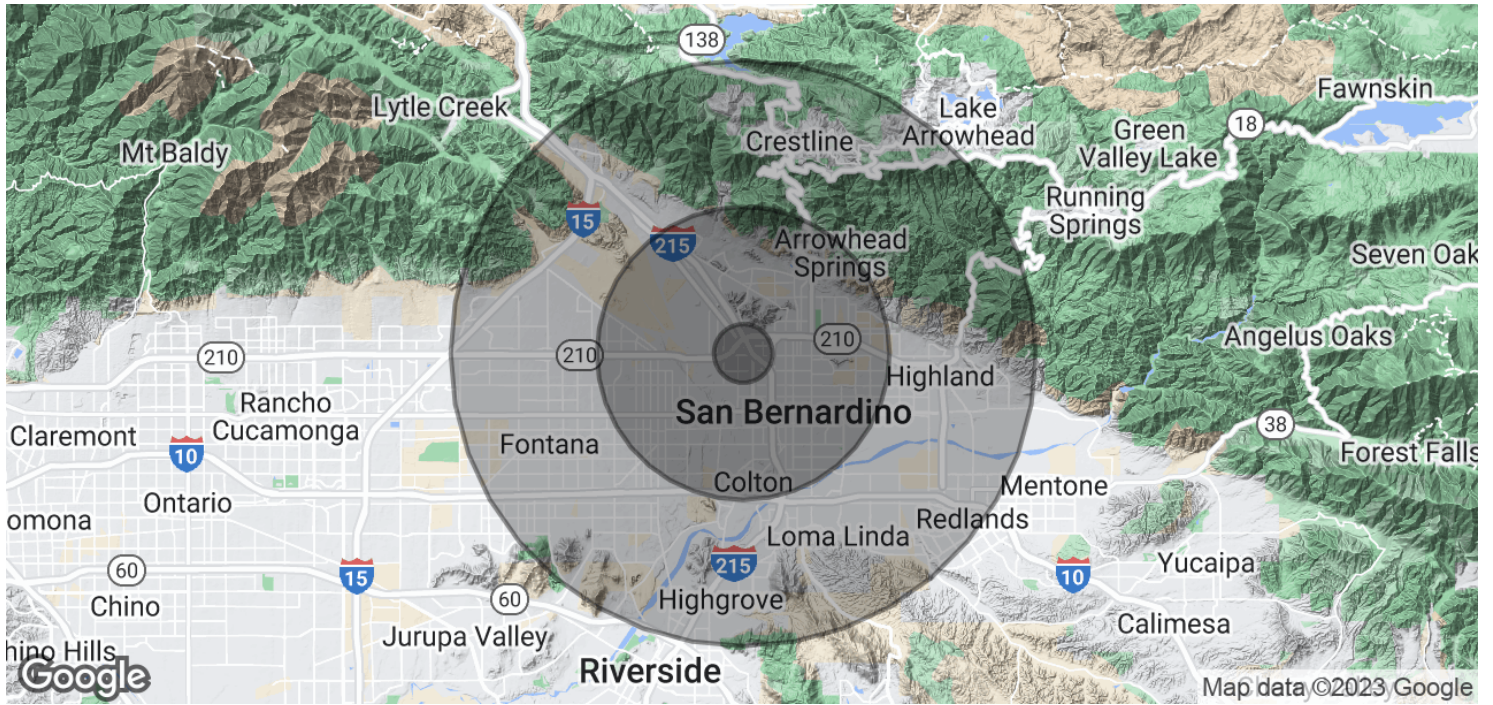 138
Fawnskin
Lytle Creek
Lake
Arrowhead
Crestline
Green
Valley Lake
18
Mt Baldy
Running
Springs
15
215
Arrowhead
Springs
Seven Oak
210
210
210
Angelus Oaks
Highland
Rancho
Cucamonga
San Bernardino
Claremont
10
Fontana
38
Forest Falls
Colton
Mentone
Ontario
omona
Redlands
Loma Linda
60
15
215
10
Yucaipa
Chino
60
Highgrove
Calimesa
Jurupa Valley
hino Hills
Riverside
Google
Map data ©2023 Google